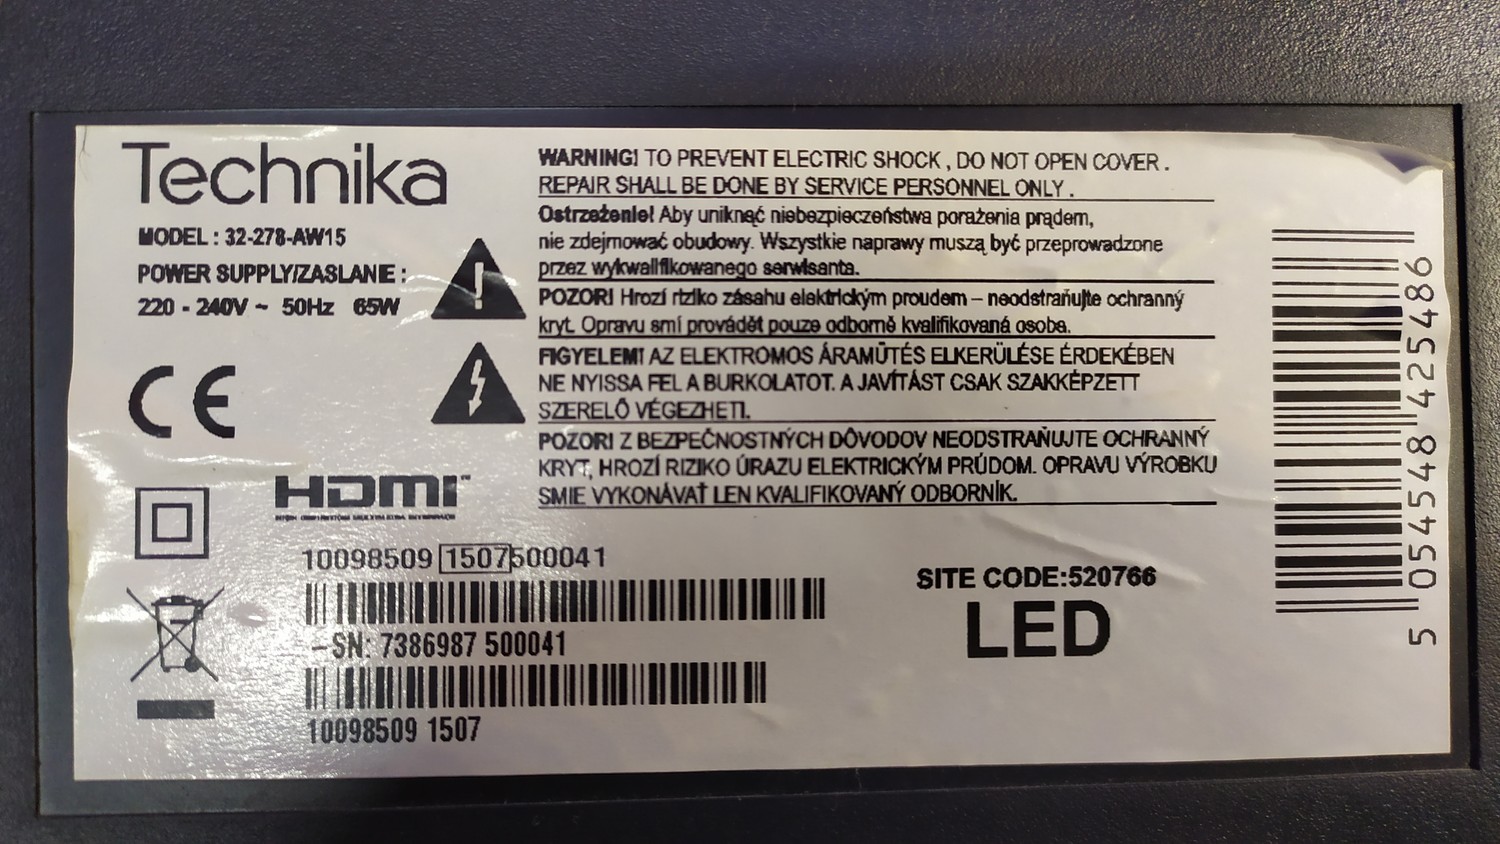 Technika
MODEL : 32-278-AW15
POWER SUPPLY/ZASLANIE :
220 - 240V ~ 50Hz 65W
CE
HDMI™
WARNING! TO PREVENT ELECTRIC SHOCK , DO NOT OPEN COVER .
REPAIR SHALL BE DONE BY SERVICE PERSONNEL ONLY .
Ostrzeżenie! Aby uniknąć niebezpieczeństwa porażenia prądem,
nie zdejmować obudowy. Wszystkie naprawy muszą być przeprowadzone
przez wykwalifikowanego serwisanta.
POZOR! Hrozí riziko zásahu elektrickým proudem – neodstraňujte ochranný
kryt. Opravu smí provádět pouze odborně kvalifikovaná osoba.
FIGYELEM! AZ ELEKTROMOS ÁRAMŰTÉS ELKERÜLÉSE ÉRDEKÉBEN
NE NYISSA FEL A BURKOLATOT. A JAVÍTÁST CSAK SZAKKÉPZETT
SZERELŐ VÉGEZHETI.
POZOR! Z BEZPEČNOSTNÝCH DÔVODOV NEODSTRAŇUJTE OCHRANNÝ
KRYT, HROZÍ RIZIKO ÚRAZU ELEKTRICKÝM PRÚDOM. OPRAVU VÝROBKU
SMIE VYKONÁVAŤ LEN KVALIFIKOVANÝ ODBORNÍK.
10098509 1507500041
-SN: 7386987 500041
10098509 1507
SITE CODE:520766
LED
5 054548 425486